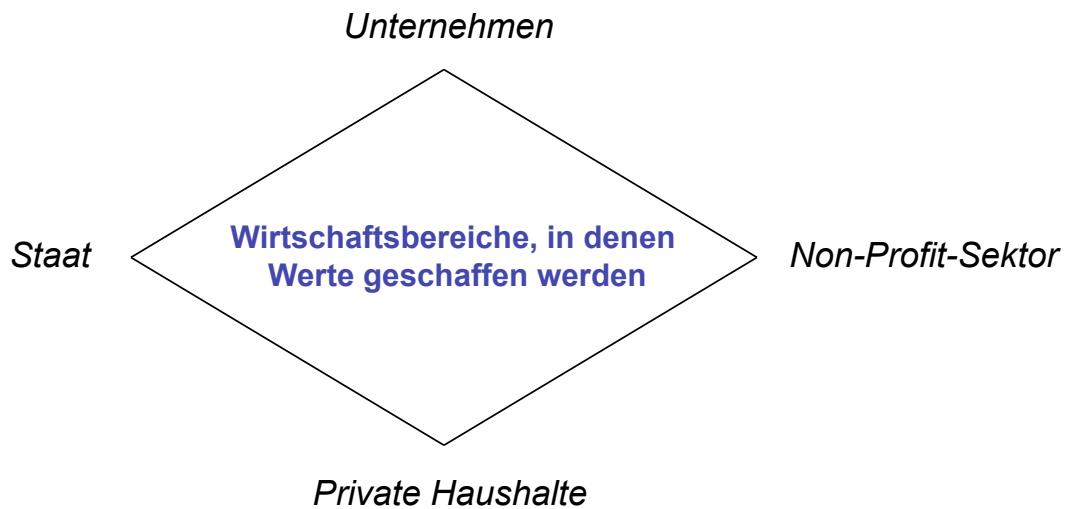 Unternehmen
Staat
Wirtschaftsbereiche, in denen
Werte geschaffen werden
Non-Profit-Sektor
Private Haushalte